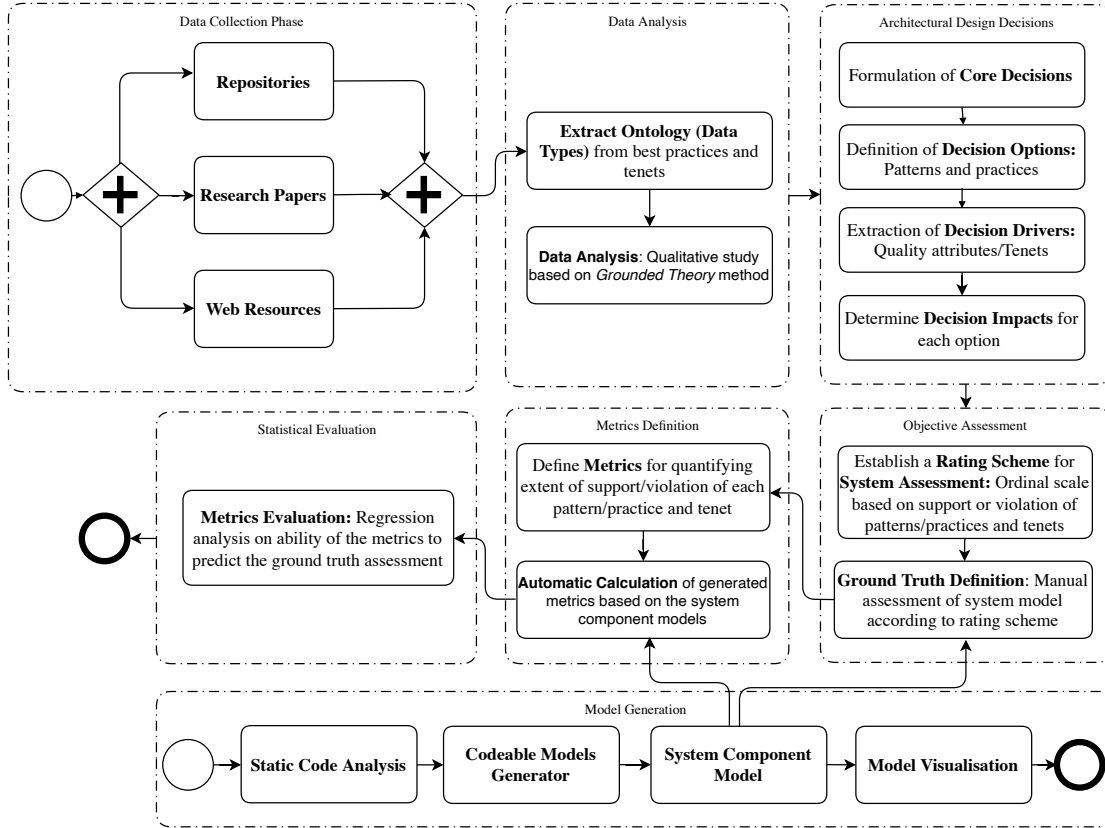 Data Collection Phase
Repositories
Research Papers
Web Resources
Data Analysis
Extract Ontology (Data
Types) from best practices and
tenets
Data Analysis: Qualitative study
based on Grounded Theory method
Architectural Design Decisions
Formulation of Core Decisions
Definition of Decision Options:
Patterns and practices
Extraction of Decision Drivers:
Quality attributes/Tenets
Determine Decision Impacts for
each option
Statistical Evaluation
Metrics Evaluation: Regression
analysis on ability of the metrics to
predict the ground truth assessment
Metrics Definition
Define Metrics for quantifying
extent of support/violation of each
pattern/practice and tenet
Automatic Calculation of generated
metrics based on the system
component models
Objective Assessment
Establish a Rating Scheme for
System Assessment: Ordinal scale
based on support or violation of
patterns/practices and tenets
Ground Truth Definition: Manual
assessment of system model
according to rating scheme
Model Generation
Static Code Analysis
Codeable Models
Generator
System Component
Model
Model Visualisation